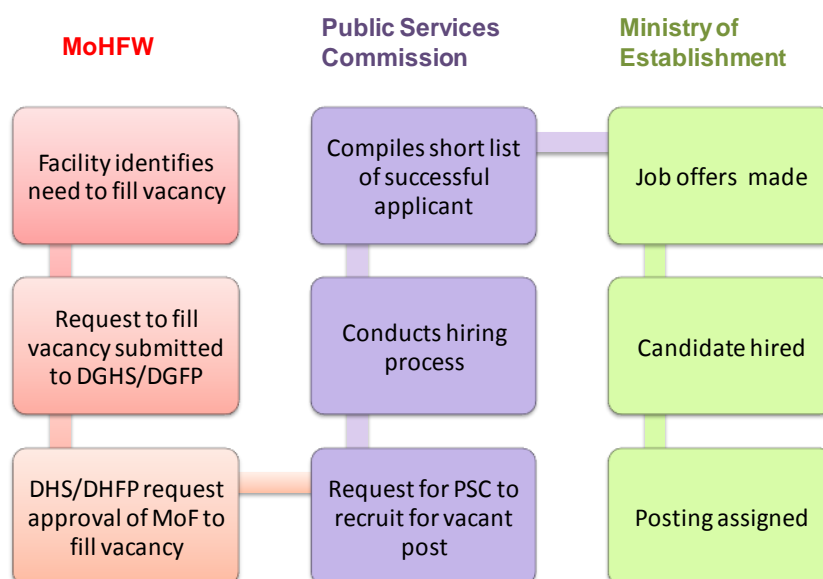 MoHFW
Public Services
Commission
Ministry of
Establishment
Facility identifies
need to fill vacancy
Request to fill
vacancy submitted
to DGHS/DGFP
DHS/DHFP request
approval of MoF to
fill vacancy
Compiles short list
of successful
applicant
Conducts hiring
process
Request for PSC to
recruit for vacant
post
Job offers made
Candidate hired
Posting assigned